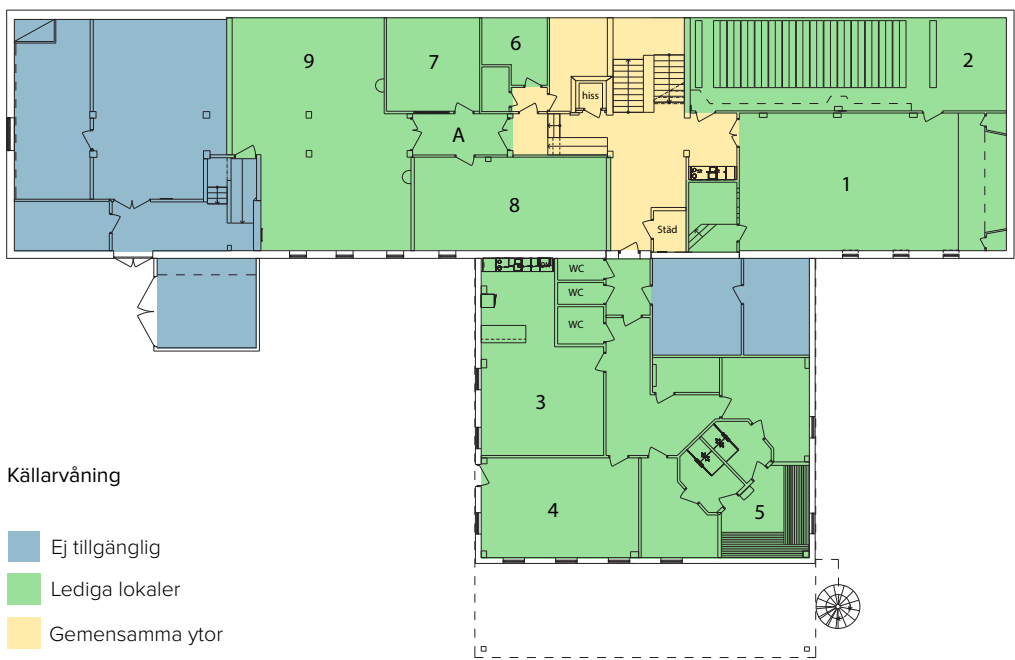 9
7
6
2
hiss
A
1
8
Städ
WC
WC
WC
3
4
5
Källarvåning
Ej tillgänglig
Lediga lokaler
Gemensamma ytor